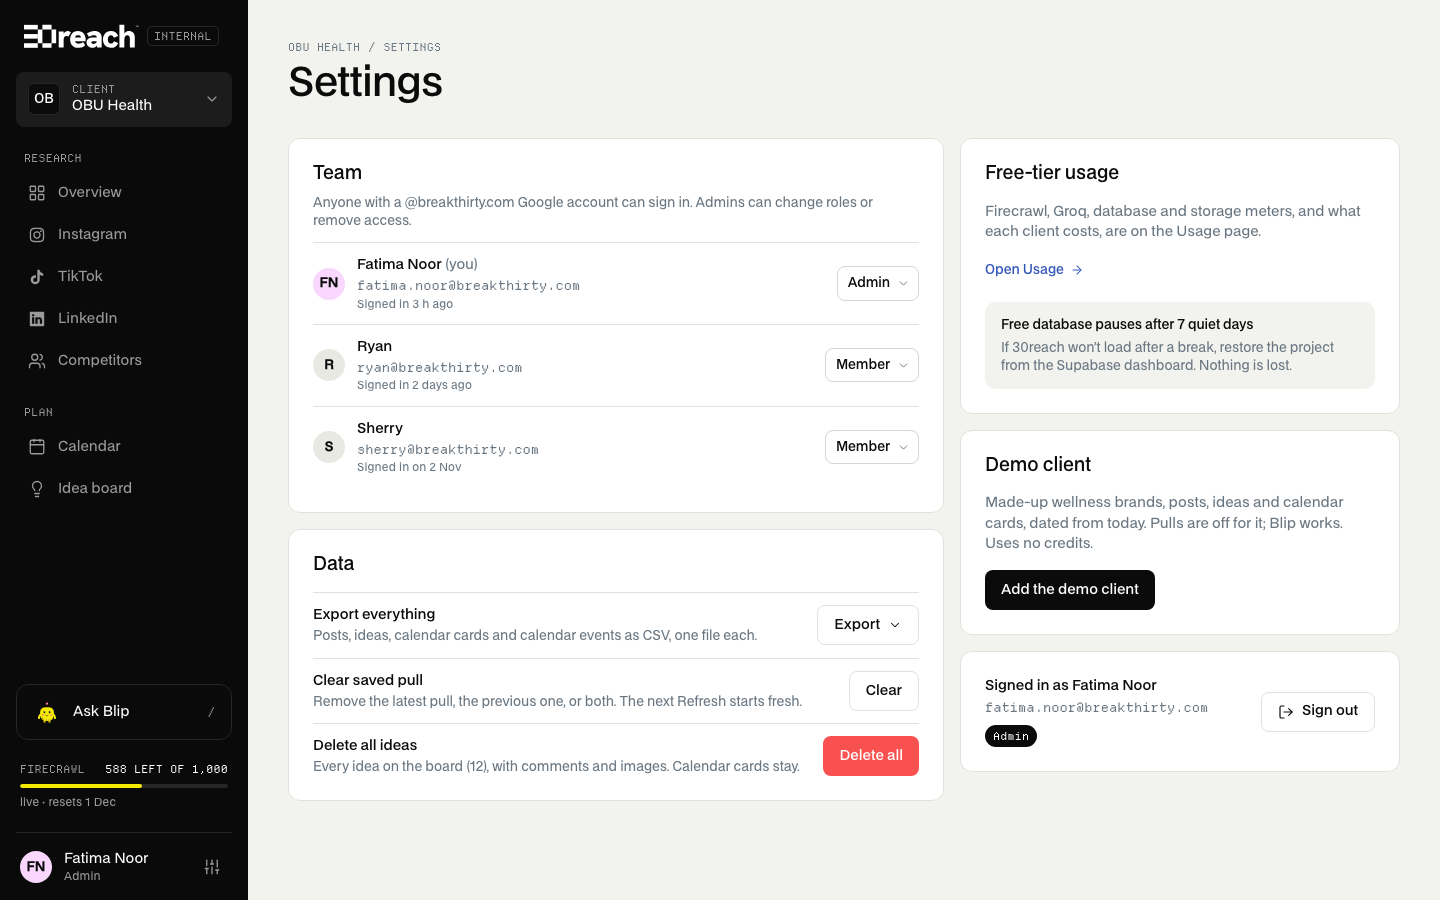 30reach
INTERNAL
OB
CLIENT
OBU Health
RESEARCH
Overview
Instagram
TikTok
LinkedIn
Competitors
PLAN
Calendar
Idea board
Ask Blip
/
FIRECRAWL
588 LEFT OF 1,000
live · resets 1 Dec
FN
Fatima Noor
Admin
OBU HEALTH / SETTINGS
Settings
Team
Anyone with a @breakthirty.com Google account can sign in. Admins can change roles or
remove access.
FN
Fatima Noor (you)
fatima.noor@breakthirty.com
Signed in 3 h ago
Admin
R
Ryan
ryan@breakthirty.com
Signed in 2 days ago
Member
S
Sherry
sherry@breakthirty.com
Signed in on 2 Nov
Member
Data
Export everything
Posts, ideas, calendar cards and calendar events as CSV, one file each.
Export
Clear saved pull
Remove the latest pull, the previous one, or both. The next Refresh starts fresh.
Clear
Delete all ideas
Every idea on the board (12), with comments and images. Calendar cards stay.
Delete all
Free-tier usage
Firecrawl, Groq, database and storage meters, and what
each client costs, are on the Usage page.
Open Usage →
Free database pauses after 7 quiet days
If 30reach won't load after a break, restore the project
from the Supabase dashboard. Nothing is lost.
Demo client
Made-up wellness brands, posts, ideas and calendar
cards, dated from today. Pulls are off for it; Blip works.
Uses no credits.
Add the demo client
Signed in as Fatima Noor
fatima.noor@breakthirty.com
Admin
Sign out